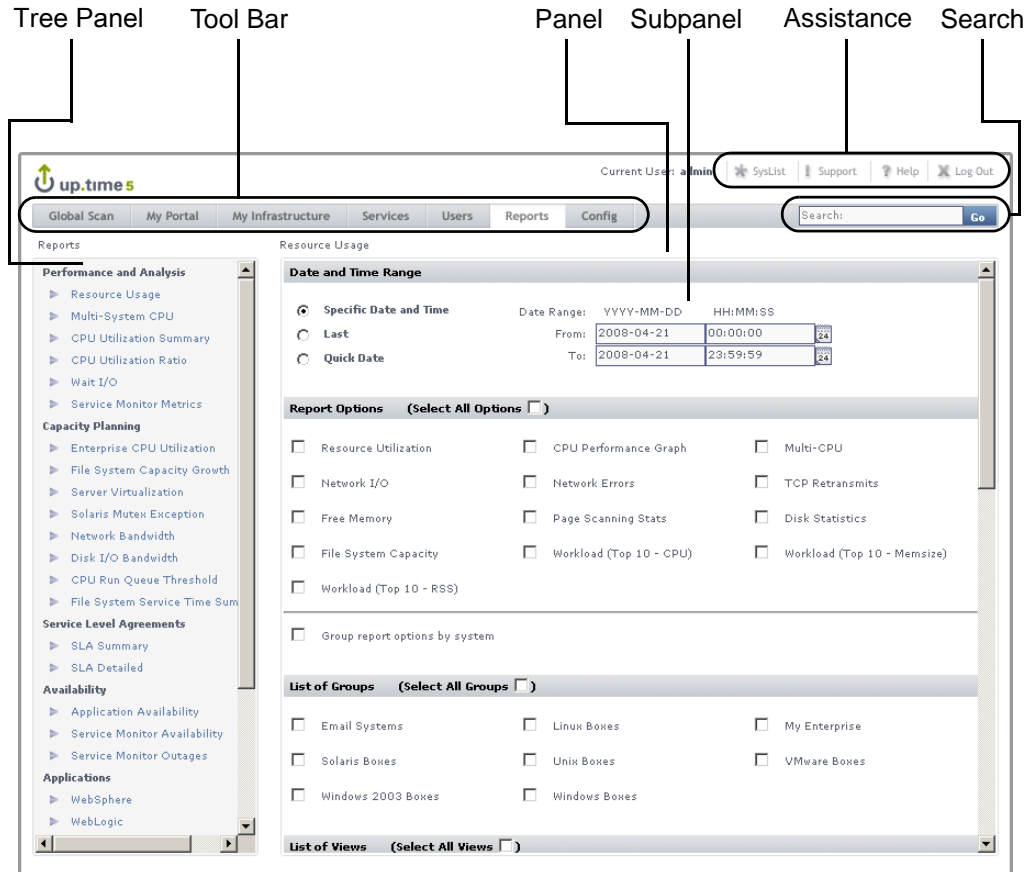 Tree Panel Tool Bar Panel Subpanel Assistance Search
up.time 5
Current User: admin SysList Support Help Log Out
Global Scan My Portal My Infrastructure Services Users Reports Config Search: Go
Reports
Performance and Analysis
Resource Usage
Multi-System CPU
CPU Utilization Summary
CPU Utilization Ratio
Wait I/O
Service Monitor Metrics
Capacity Planning
Enterprise CPU Utilization
File System Capacity Growth
Server Virtualization
Solaris Mutex Exception
Network Bandwidth
Disk I/O Bandwidth
CPU Run Queue Threshold
File System Service Time Sum
Service Level Agreements
SLA Summary
SLA Detailed
Availability
Application Availability
Service Monitor Availability
Service Monitor Outages
Applications
WebSphere
WebLogic
Resource Usage
Date and Time Range
Specific Date and Time Date Range: YYYY-MM-DD HH:MM:SS
Last From: 2008-04-21 00:00:00 24
Quick Date To: 2008-04-21 23:59:59 24
Report Options (Select All Options )
Resource Utilization CPU Performance Graph Multi-CPU
Network I/O Network Errors TCP Retransmits
Free Memory Page Scanning Stats Disk Statistics
File System Capacity Workload (Top 10 - CPU) Workload (Top 10 - Memsize)
Workload (Top 10 - RSS)
Group report options by system
List of Groups (Select All Groups )
Email Systems Linux Boxes My Enterprise
Solaris Boxes Unix Boxes VMware Boxes
Windows 2003 Boxes Windows Boxes
List of Views (Select All Views )